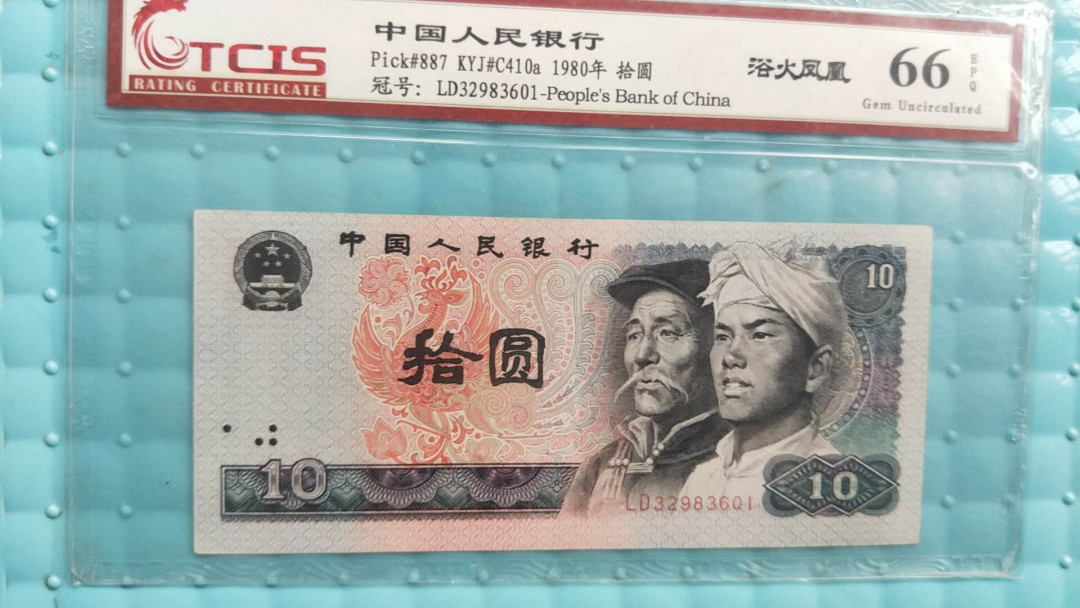 中国人民银行
TCIS
RATING CERTIFICATE
Pick#887 KYJ#C410a 1980年 拾圆
冠号: LD32983601-People's Bank of China
浴火凤凰
66
EPQ
Gem Uncirculated
中国人民银行
10
拾圆
10
LD32983601
10